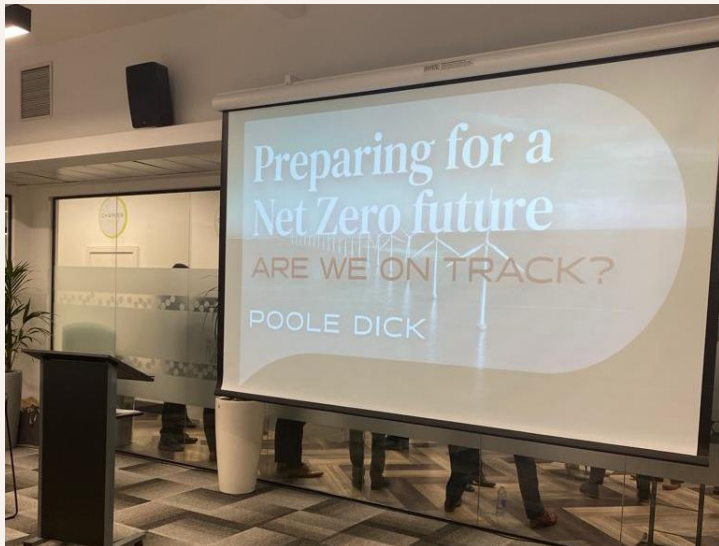 Preparing for a
Net Zero future
ARE WE ON TRACK?
POOLE DICK